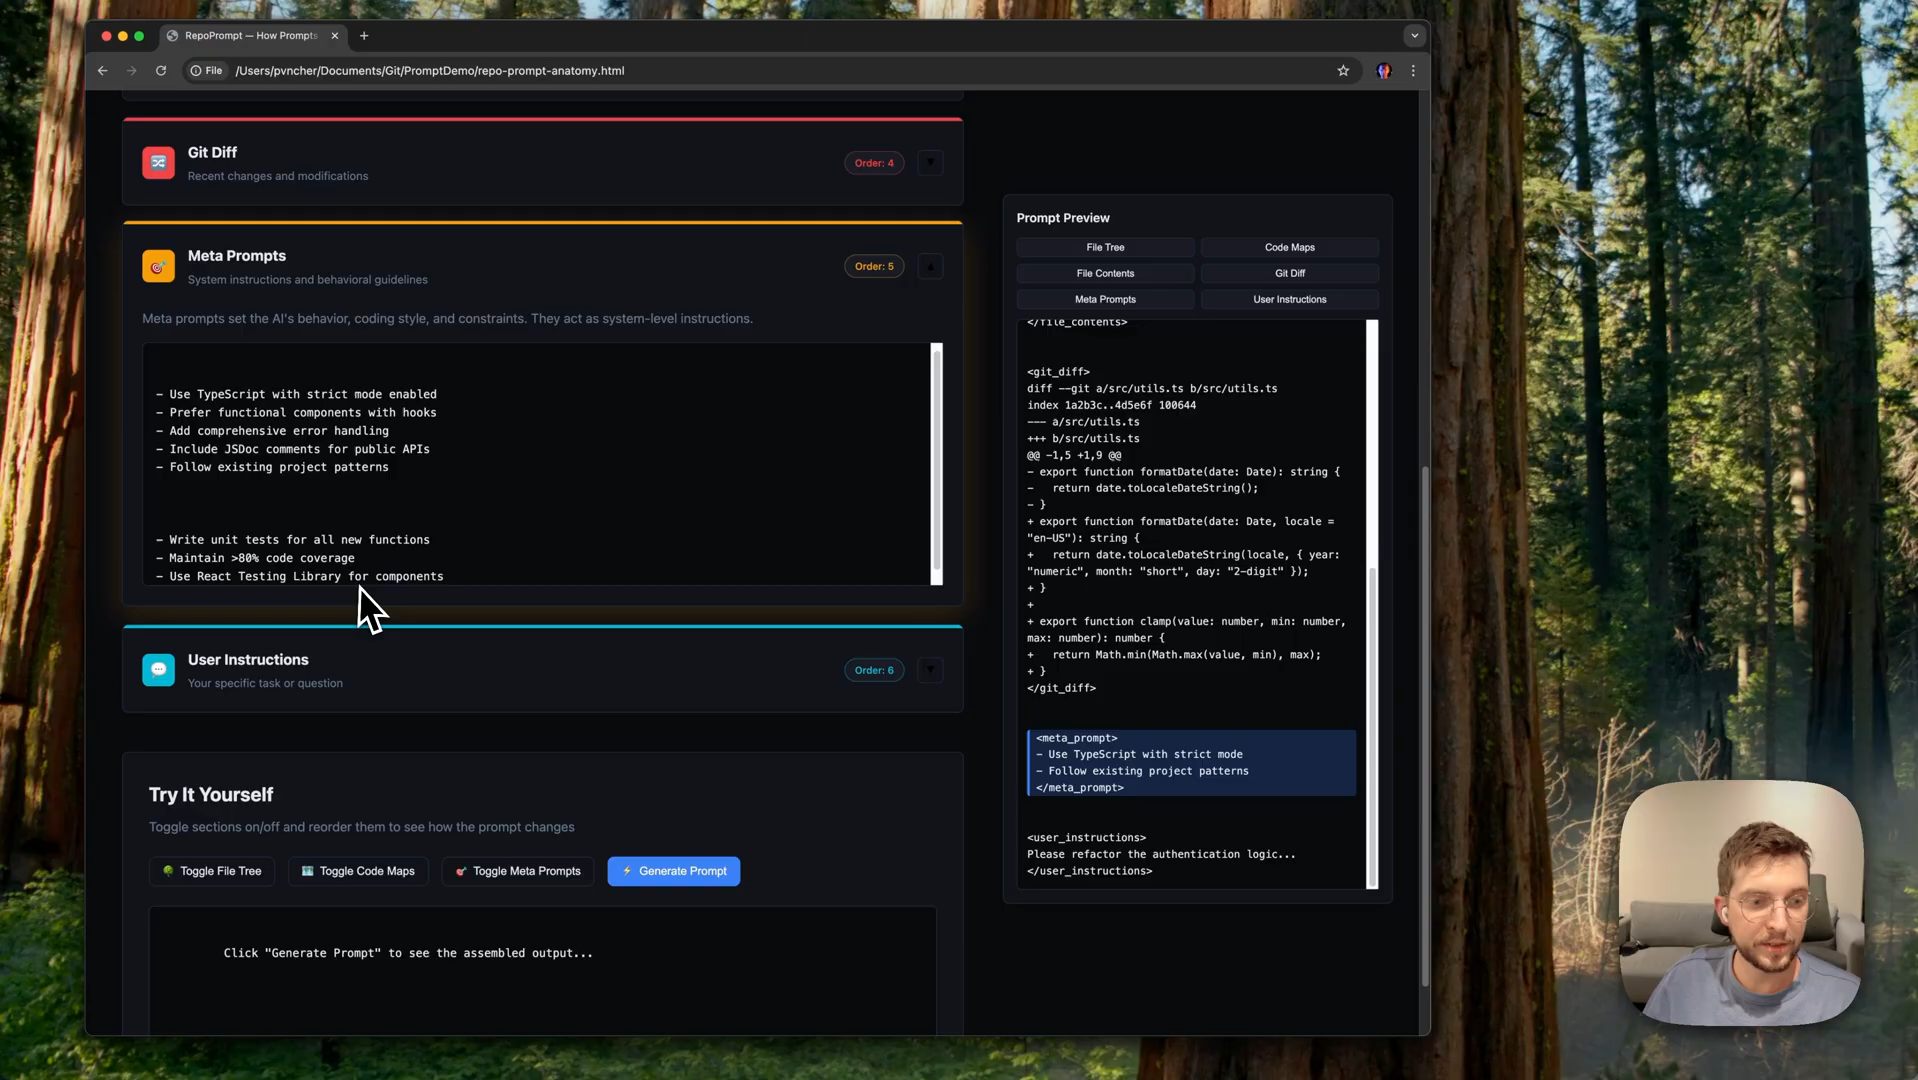 RepoPrompt — How Prompts
File
/Users/pvncher/Documents/Git/PromptDemo/repo-prompt-anatomy.html
Git Diff
Recent changes and modifications
Order: 4
Meta Prompts
System instructions and behavioral guidelines
Order: 5
Meta prompts set the AI's behavior, coding style, and constraints. They act as system-level instructions.
- Use TypeScript with strict mode enabled
- Prefer functional components with hooks
- Add comprehensive error handling
- Include JSDoc comments for public APIs
- Follow existing project patterns
- Write unit tests for all new functions
- Maintain >80% code coverage
- Use React Testing Library for components
User Instructions
Your specific task or question
Order: 6
Try It Yourself
Toggle sections on/off and reorder them to see how the prompt changes
Toggle File Tree
Toggle Code Maps
Toggle Meta Prompts
Generate Prompt
Click "Generate Prompt" to see the assembled output...
Prompt Preview
File Tree
Code Maps
File Contents
Git Diff
Meta Prompts
User Instructions
</file_contents>
<git_diff>
diff --git a/src/utils.ts b/src/utils.ts
index 1a2b3c..4d5e6f 100644
--- a/src/utils.ts
+++ b/src/utils.ts
@@ -1,5 +1,9 @@
- export function formatDate(date: Date): string {
-   return date.toLocaleDateString();
- }
+ export function formatDate(date: Date, locale =
"en-US"): string {
+   return date.toLocaleDateString(locale, { year:
"numeric", month: "short", day: "2-digit" });
+ }
+
+ export function clamp(value: number, min: number,
max: number): number {
+   return Math.min(Math.max(value, min), max);
+ }
</git_diff>
<meta_prompt>
- Use TypeScript with strict mode
- Follow existing project patterns
</meta_prompt>
<user_instructions>
Please refactor the authentication logic...
</user_instructions>